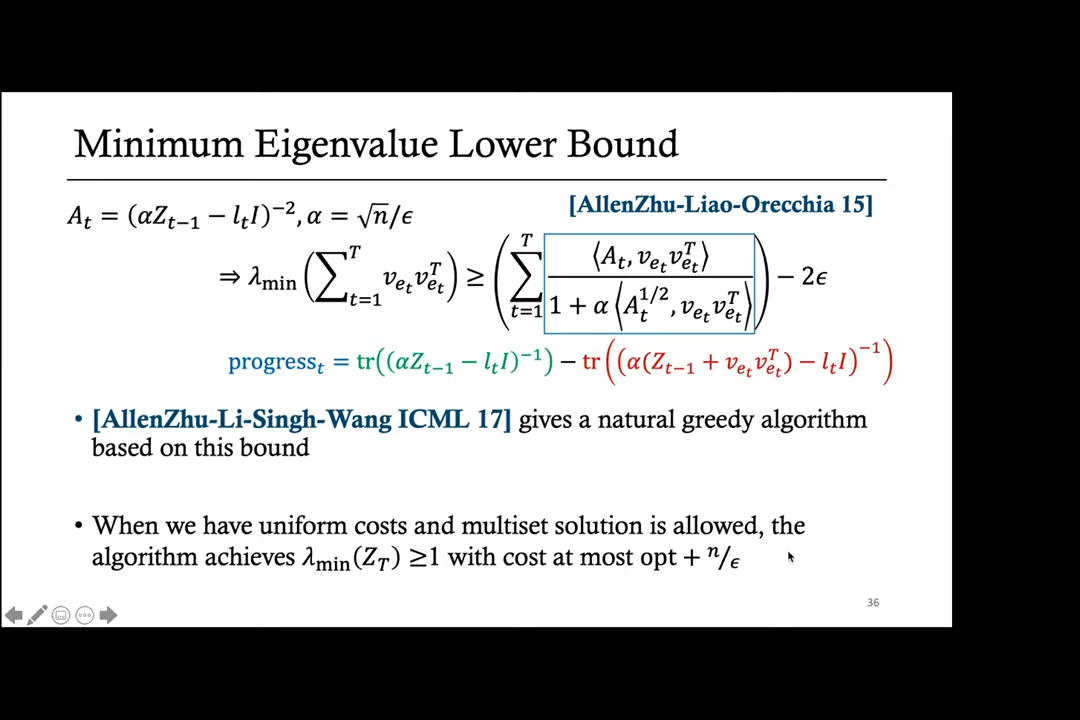 Minimum Eigenvalue Lower Bound
A_t = (αZ_{t−1} − l_tI)^{−2}, α = √n/ϵ
[AllenZhu-Liao-Orecchia 15]
⇒ λ_min(∑_{t=1}^{T} v_{e_t}v_{e_t}^T) ≥ (∑_{t=1}^{T} ⟨A_t, v_{e_t}v_{e_t}^T⟩ / (1 + α⟨A_t^{1/2}, v_{e_t}v_{e_t}^T⟩)) − 2ϵ
progress_t = tr((αZ_{t−1} − l_tI)^{−1}) − tr((α(Z_{t−1} + v_{e_t}v_{e_t}^T) − l_tI)^{−1})
• [AllenZhu-Li-Singh-Wang ICML 17] gives a natural greedy algorithm
based on this bound
• When we have uniform costs and multiset solution is allowed, the
algorithm achieves λ_min(Z_T) ≥1 with cost at most opt + n/ϵ
36